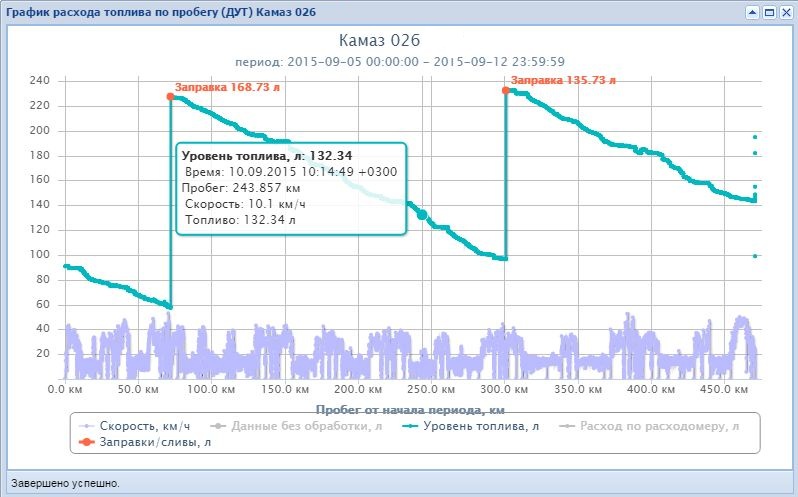 График расхода топлива по пробегу (ДУТ) Камаз 026
Камаз 026
период: 2015-09-05 00:00:00 - 2015-09-12 23:59:59
240
220
200
180
160
140
120
100
80
60
40
20
Заправка 168.73 л
Заправка 135.73 л
Уровень топлива, л: 132.34
Время: 10.09.2015 10:14:49 +0300
Пробег: 243.857 км
Скорость: 10.1 км/ч
Топливо: 132.34 л
0.0 км 50.0 км 100.0 км 150.0 км 200.0 км 250.0 км 300.0 км 350.0 км 400.0 км 450.0 км
Пробег от начала периода, км
Скорость, км/ч Данные без обработки, л Уровень топлива, л Расход по расходомеру, л
Заправки/сливы, л
Завершено успешно.